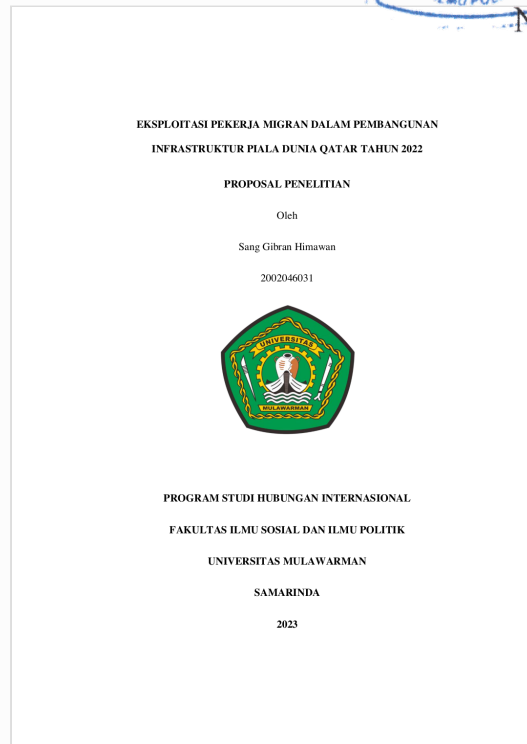 EKSPLOITASI PEKERJA MIGRAN DALAM PEMBANGUNAN
INFRASTRUKTUR PIALA DUNIA QATAR TAHUN 2022
PROPOSAL PENELITIAN
Oleh
Sang Gibran Himawan
2002046031
UNIVERSITAS
MULAWARMAN
PROGRAM STUDI HUBUNGAN INTERNASIONAL
FAKULTAS ILMU SOSIAL DAN ILMU POLITIK
UNIVERSITAS MULAWARMAN
SAMARINDA
2023